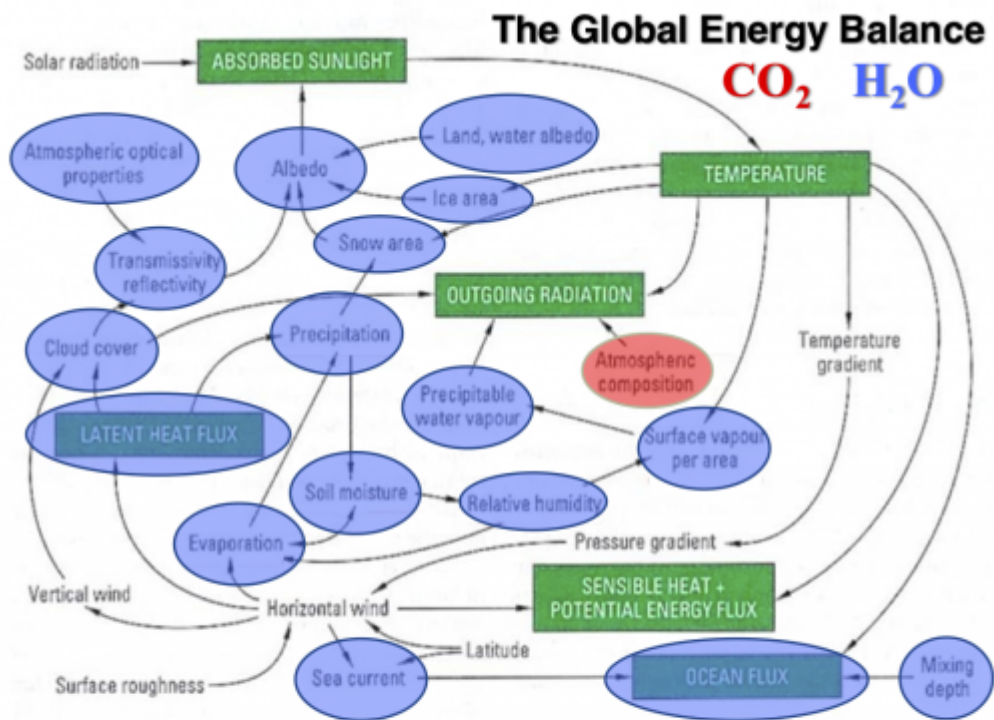 The Global Energy Balance
CO₂ H₂O
Solar radiation
ABSORBED SUNLIGHT
Atmospheric optical
properties
Albedo
Land, water albedo
TEMPERATURE
Ice area
Snow area
Transmissivity
reflectivity
OUTGOING RADIATION
Cloud cover
Precipitation
Temperature
gradient
Atmospheric
composition
Precipitable
water vapour
LATENT HEAT FLUX
Surface vapour
per area
Soil moisture
Relative humidity
Evaporation
Pressure gradient
SENSIBLE HEAT +
POTENTIAL ENERGY FLUX
Vertical wind
Horizontal wind
Latitude
Surface roughness
Sea current
OCEAN FLUX
Mixing
depth